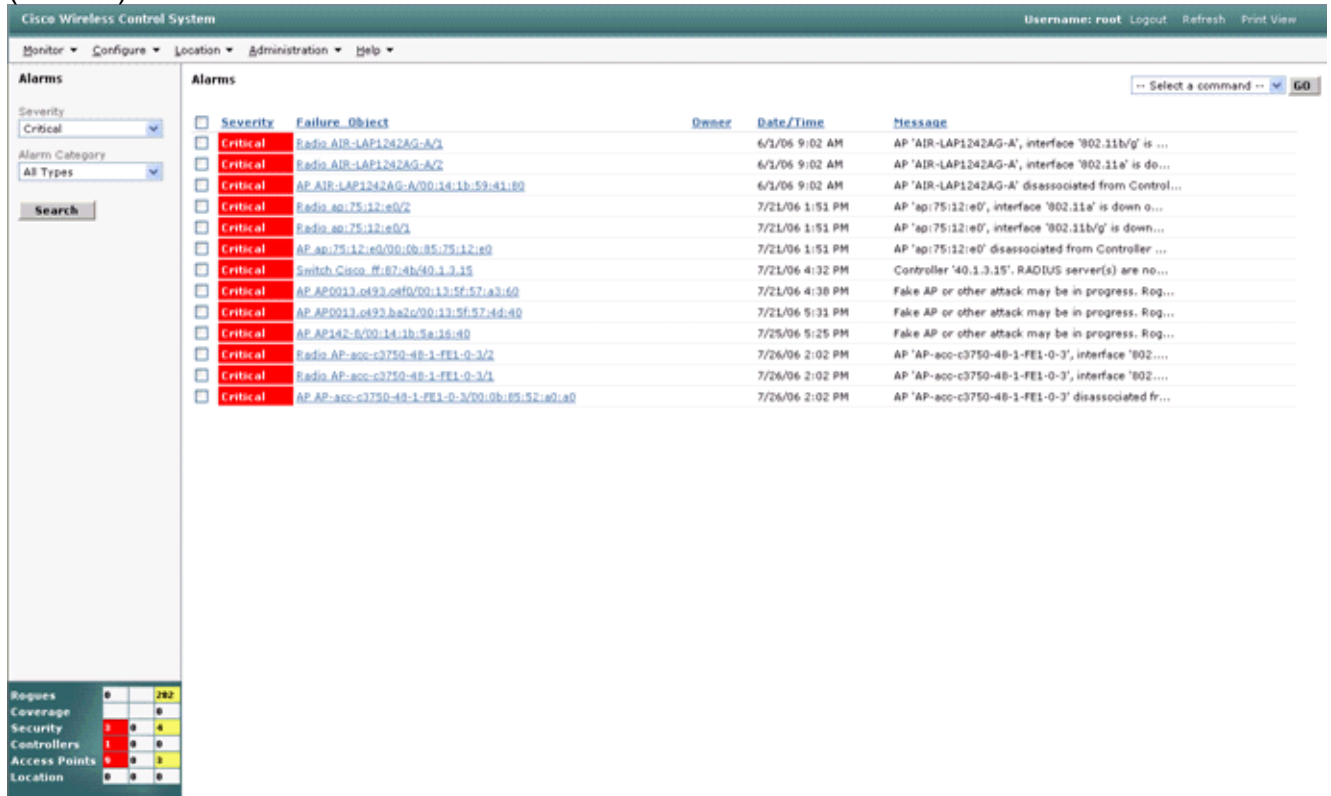 Cisco Wireless Control System Username: root Logout Refresh Print View
Monitor Configure Location Administration Help
Alarms
Severity
Critical
Alarm Category
All Types
Search
Alarms
-- Select a command -- GO
Severity Failure Object Owner Date/Time Message
Critical Radio AIR-LAP1242AG-A/1 6/1/06 9:02 AM AP 'AIR-LAP1242AG-A', interface '802.11b/g' is ...
Critical Radio AIR-LAP1242AG-A/2 6/1/06 9:02 AM AP 'AIR-LAP1242AG-A', interface '802.11a' is do...
Critical AP AIR-LAP1242AG-A/00:14:1b:59:41:80 6/1/06 9:02 AM AP 'AIR-LAP1242AG-A' disassociated from Control...
Critical Radio ap:75:12:e0/2 7/21/06 1:51 PM AP 'ap:75:12:e0', interface '802.11a' is down o...
Critical Radio ap:75:12:e0/1 7/21/06 1:51 PM AP 'ap:75:12:e0', interface '802.11b/g' is down...
Critical AP ap:75:12:e0/00:0b:85:75:12:e0 7/21/06 1:51 PM AP 'ap:75:12:e0' disassociated from Controller ...
Critical Switch Cisco_ff:87:4b/40.1.3.15 7/21/06 4:32 PM Controller '40.1.3.15'. RADIUS server(s) are no...
Critical AP AP0013.c493.c4f0/00:13:5f:57:a3:60 7/21/06 4:38 PM Fake AP or other attack may be in progress. Rog...
Critical AP AP0013.c493.ba2c/00:13:5f:57:4d:40 7/21/06 5:31 PM Fake AP or other attack may be in progress. Rog...
Critical AP AP142-8/00:14:1b:5a:16:40 7/25/06 5:25 PM Fake AP or other attack may be in progress. Rog...
Critical Radio AP-acc-c3750-48-1-FE1-0-3/2 7/26/06 2:02 PM AP 'AP-acc-c3750-48-1-FE1-0-3', interface '802....
Critical Radio AP-acc-c3750-48-1-FE1-0-3/1 7/26/06 2:02 PM AP 'AP-acc-c3750-48-1-FE1-0-3', interface '802....
Critical AP AP-acc-c3750-48-1-FE1-0-3/00:0b:85:52:a0:a0 7/26/06 2:02 PM AP 'AP-acc-c3750-48-1-FE1-0-3' disassociated fr...
Rogues 0 282
Coverage 0
Security 3 0 4
Controllers 1 0 0
Access Points 9 0 3
Location 0 0 0